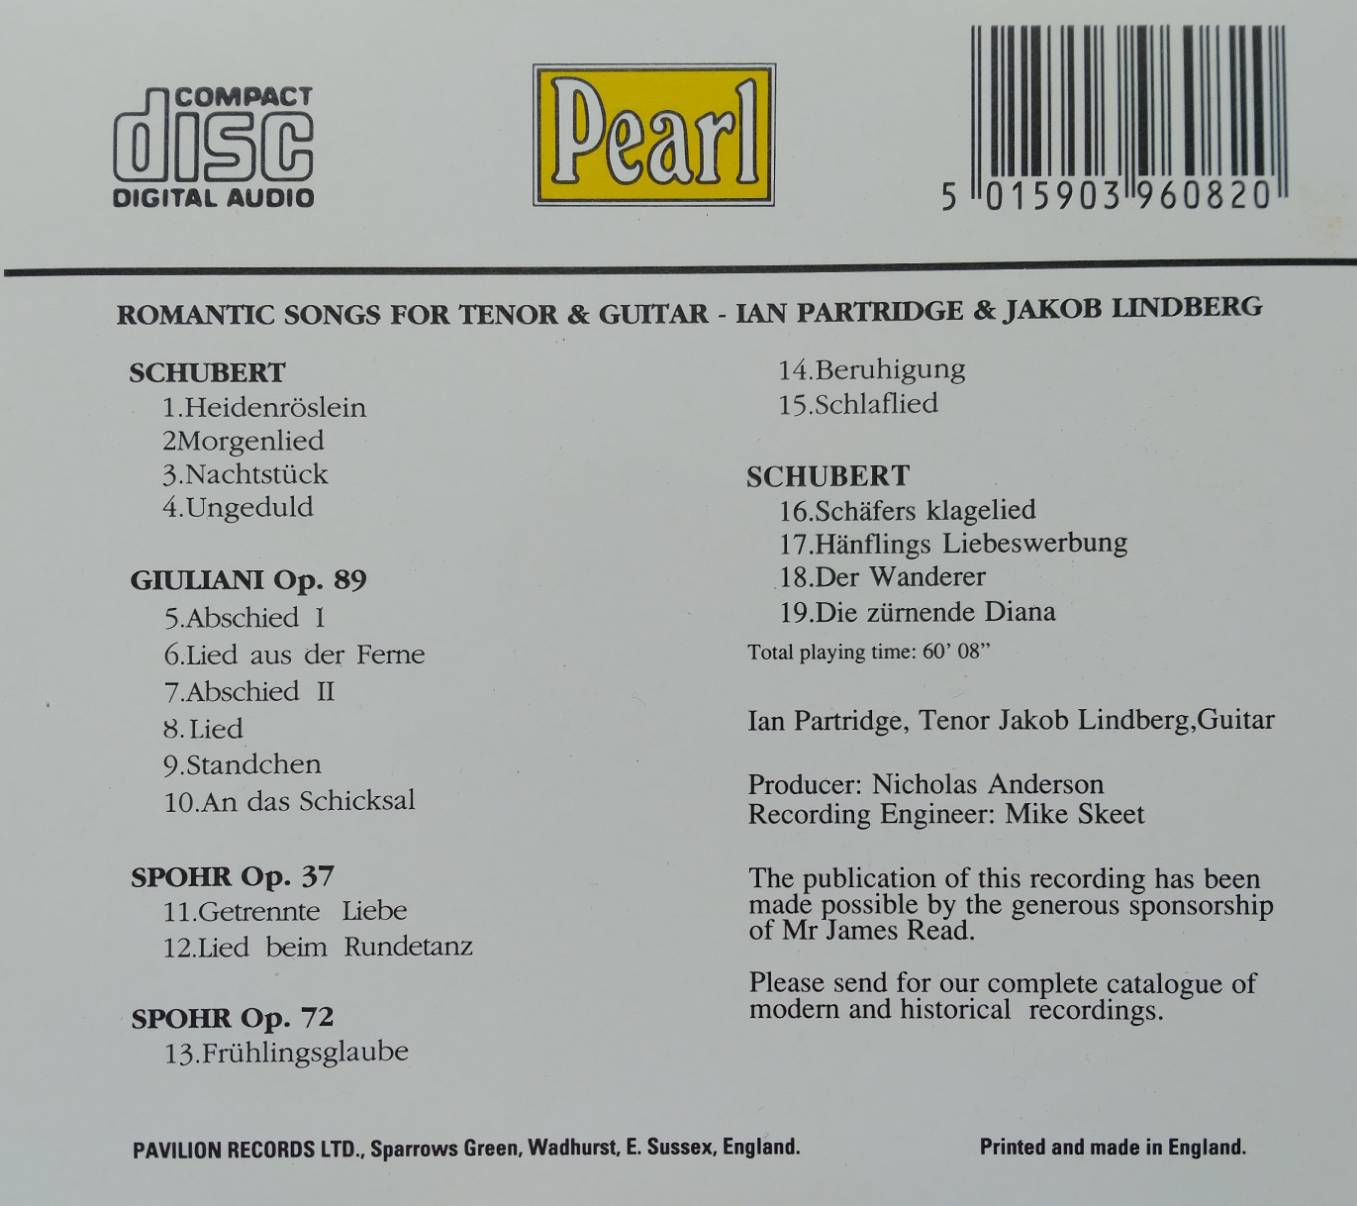 COMPACT
disc
DIGITAL AUDIO
Pearl
5 015903 960820
ROMANTIC SONGS FOR TENOR & GUITAR - IAN PARTRIDGE & JAKOB LINDBERG
SCHUBERT
1.Heidenröslein
2Morgenlied
3.Nachtstück
4.Ungeduld
GIULIANI Op. 89
5.Abschied I
6.Lied aus der Ferne
7.Abschied II
8. Lied
9.Standchen
10.An das Schicksal
SPOHR Op. 37
11.Getrennte Liebe
12.Lied beim Rundetanz
SPOHR Op. 72
13.Frühlingsglaube
14.Beruhigung
15.Schlaflied
SCHUBERT
16.Schäfers klagelied
17.Hänflings Liebeswerbung
18.Der Wanderer
19.Die zürnende Diana
Total playing time: 60' 08"
Ian Partridge, Tenor Jakob Lindberg,Guitar
Producer: Nicholas Anderson
Recording Engineer: Mike Skeet
The publication of this recording has been
made possible by the generous sponsorship
of Mr James Read.
Please send for our complete catalogue of
modern and historical recordings.
PAVILION RECORDS LTD., Sparrows Green, Wadhurst, E. Sussex, England.
Printed and made in England.